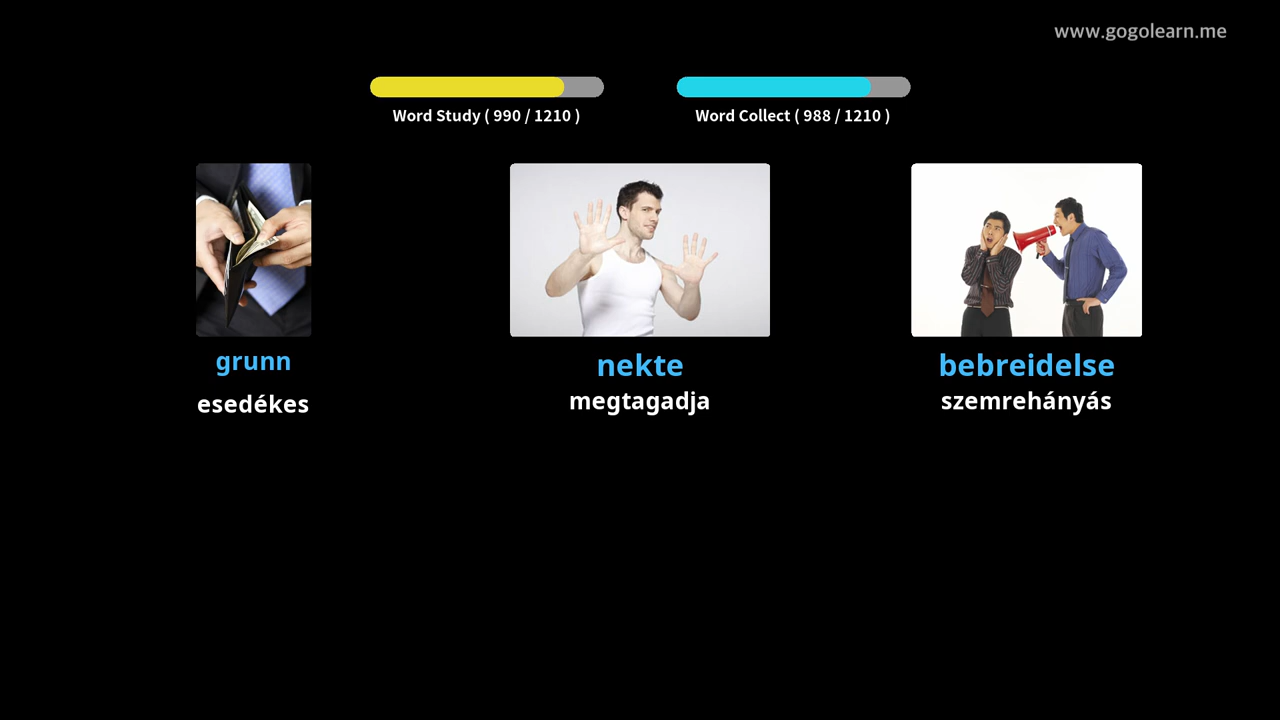 www.gogolearn.me
Word Study ( 990 / 1210 )
Word Collect ( 988 / 1210 )
grunn
esedékes
nekte
megtagadja
bebreidelse
szemrehányás